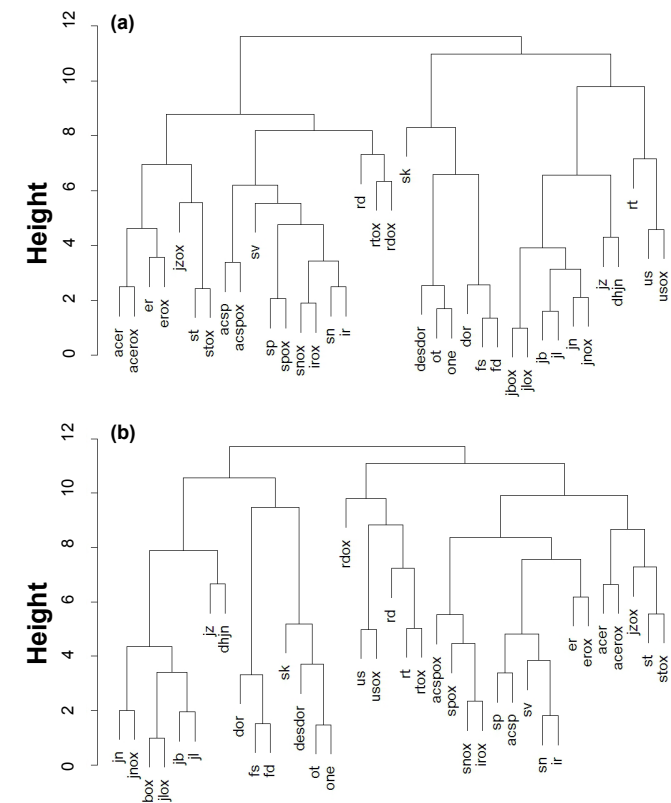 (a)
Height
0 2 4 6 8 10 12
acer
acerox
er
erox
jzox
st
stox
acsp
acspox
sv
sp
spox
snox
irox
sn
ir
rd
rtox
rdox
sk
desdor
ot
one
dor
fs
fd
jbox
jlox
jb
jl
jn
jnox
jz
dhjn
rt
us
usox
(b)
Height
0 2 4 6 8 10 12
jn
jnox
box
jlox
jb
jl
jz
dhjn
dor
fs
fd
sk
desdor
ot
one
rdox
us
usox
rd
rt
rtox
acspox
spox
snox
irox
sp
acsp
sv
sn
ir
er
erox
acer
acerox
jzox
st
stox